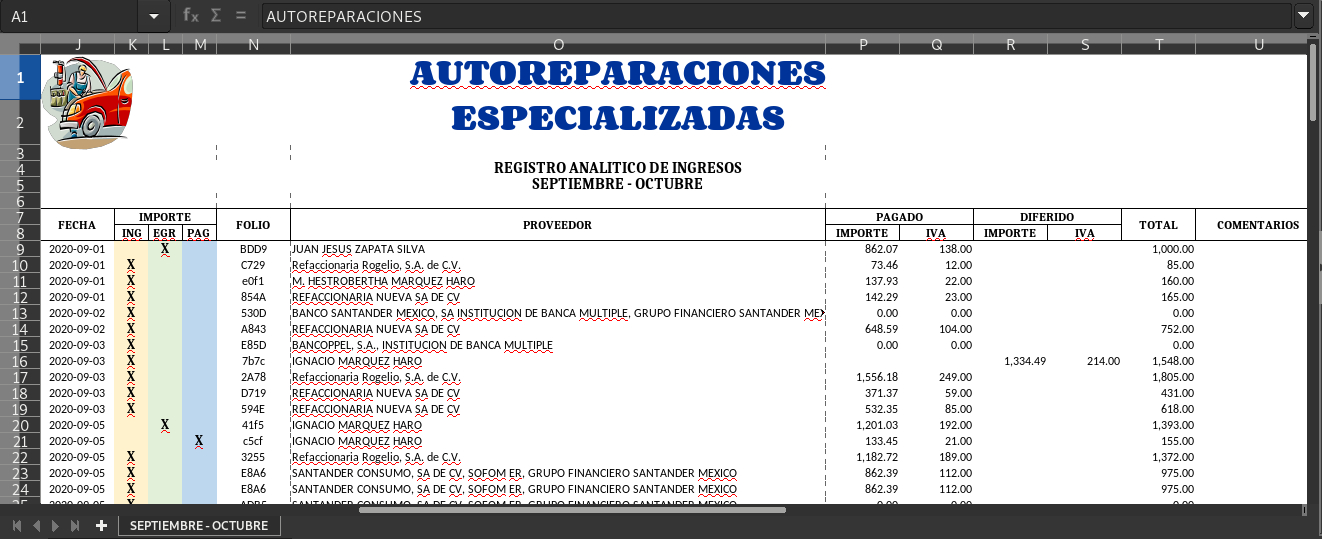 A1 fx Σ = AUTOREPARACIONES
J K L M N O P Q R S T U
1 AUTOREPARACIONES
2 ESPECIALIZADAS
3
4 REGISTRO ANALITICO DE INGRESOS
5 SEPTIEMBRE - OCTUBRE
6
7 FECHA IMPORTE FOLIO PROVEEDOR PAGADO DIFERIDO TOTAL COMENTARIOS
8 ING EGR PAG IMPORTE IVA IMPORTE IVA
9 2020-09-01 X BDD9 JUAN JESUS ZAPATA SILVA 862.07 138.00 1,000.00
10 2020-09-01 X C729 Refaccionaria Rogelio, S.A. de C.V. 73.46 12.00 85.00
11 2020-09-01 X e0f1 M. HESTROBERTHA MARQUEZ HARO 137.93 22.00 160.00
12 2020-09-01 X 854A REFACCIONARIA NUEVA SA DE CV 142.29 23.00 165.00
13 2020-09-02 X 530D BANCO SANTANDER MEXICO, SA INSTITUCION DE BANCA MULTIPLE, GRUPO FINANCIERO SANTANDER MEX 0.00 0.00 0.00
14 2020-09-02 X A843 REFACCIONARIA NUEVA SA DE CV 648.59 104.00 752.00
15 2020-09-03 X E85D BANCOPPEL, S.A., INSTITUCION DE BANCA MULTIPLE 0.00 0.00 0.00
16 2020-09-03 X 7b7c IGNACIO MARQUEZ HARO 1,334.49 214.00 1,548.00
17 2020-09-03 X 2A78 Refaccionaria Rogelio, S.A. de C.V. 1,556.18 249.00 1,805.00
18 2020-09-03 X D719 REFACCIONARIA NUEVA SA DE CV 371.37 59.00 431.00
19 2020-09-03 X 594E REFACCIONARIA NUEVA SA DE CV 532.35 85.00 618.00
20 2020-09-05 X 41f5 IGNACIO MARQUEZ HARO 1,201.03 192.00 1,393.00
21 2020-09-05 X c5cf IGNACIO MARQUEZ HARO 133.45 21.00 155.00
22 2020-09-05 X 3255 Refaccionaria Rogelio, S.A. de C.V. 1,182.72 189.00 1,372.00
23 2020-09-05 X E8A6 SANTANDER CONSUMO, SA DE CV, SOFOM ER, GRUPO FINANCIERO SANTANDER MEXICO 862.39 112.00 975.00
24 2020-09-05 X E8A6 SANTANDER CONSUMO, SA DE CV, SOFOM ER, GRUPO FINANCIERO SANTANDER MEXICO 862.39 112.00 975.00
SEPTIEMBRE - OCTUBRE